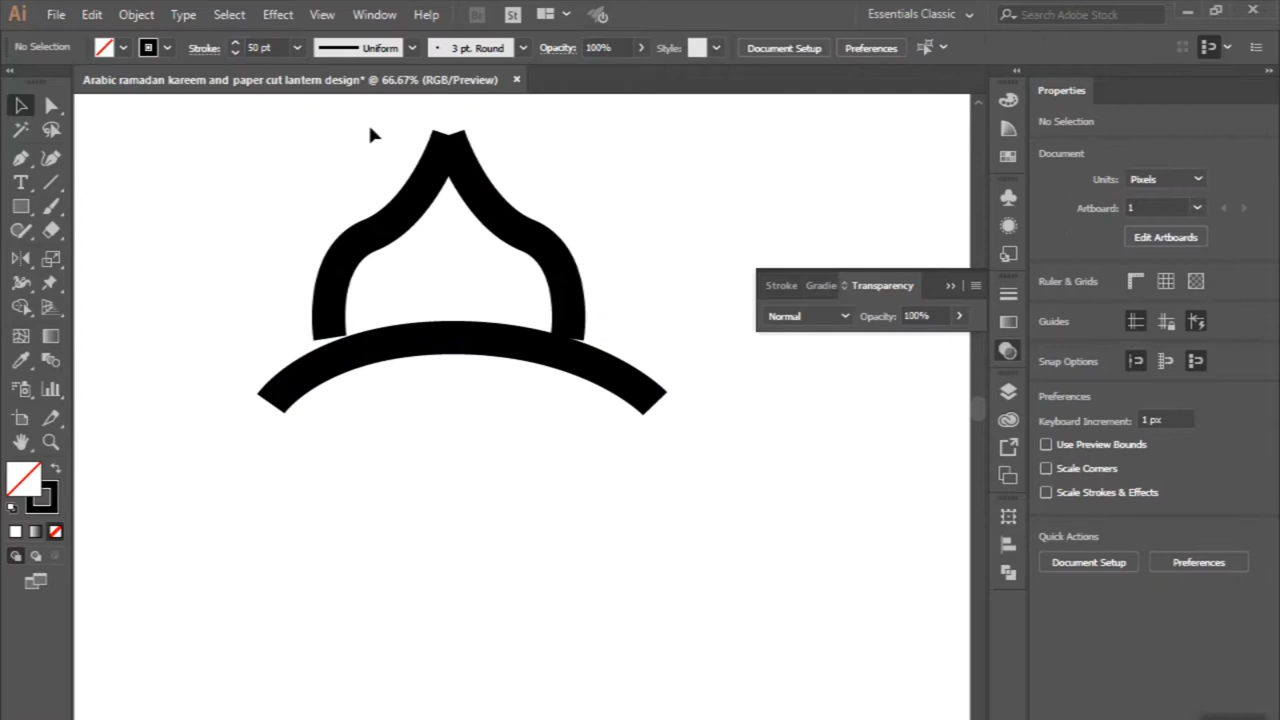 Ai File Edit Object Type Select Effect View Window Help Br St Essentials Classic Search Adobe Stock
No Selection Stroke: 50 pt Uniform 3 pt. Round Opacity: 100% Style: Document Setup Preferences
Arabic ramadan kareem and paper cut lantern design* @ 66.67% (RGB/Preview)
Properties
No Selection
Document
Units: Pixels
Artboard: 1
Edit Artboards
Stroke Gradie Transparency
Normal Opacity: 100%
Ruler & Grids
Guides
Snap Options
Preferences
Keyboard Increment: 1 px
Use Preview Bounds
Scale Corners
Scale Strokes & Effects
Quick Actions
Document Setup Preferences